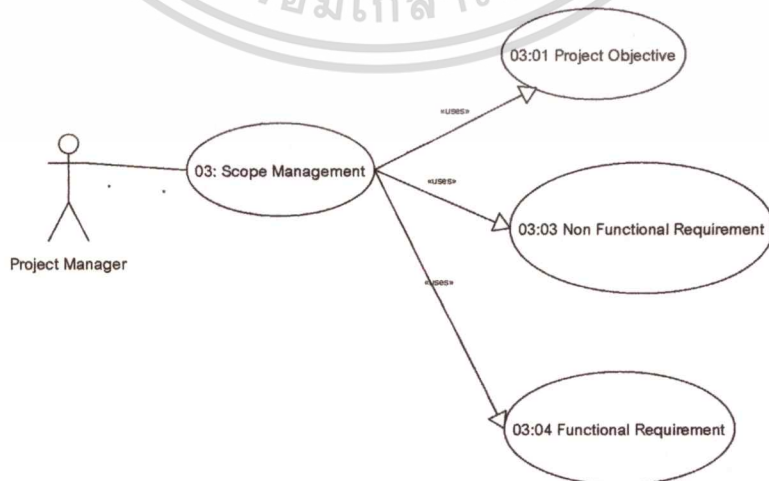 03:01 Project Objective
«uses»
03: Scope Management
«uses»
03:03 Non Functional Requirement
Project Manager
«uses»
03:04 Functional Requirement